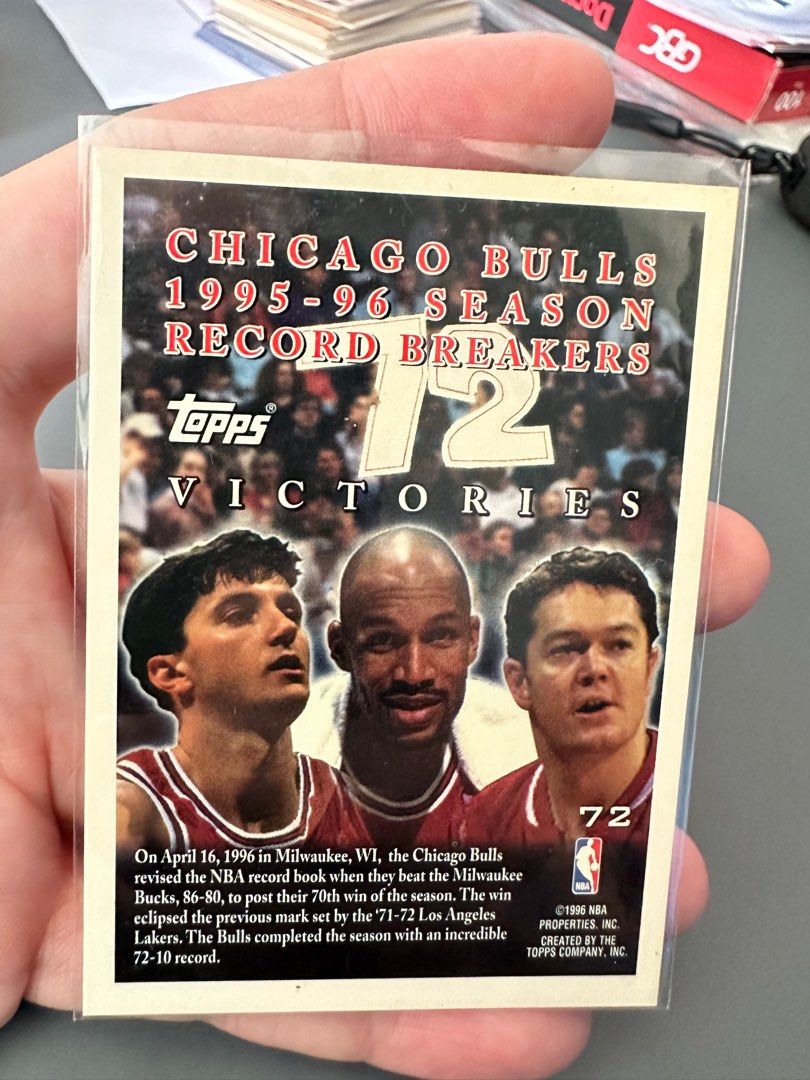 GBC
100
CHICAGO BULLS
1995-96 SEASON
RECORD BREAKERS
72
TOPPS®
VICTORIES
72
On April 16, 1996 in Milwaukee, WI, the Chicago Bulls
revised the NBA record book when they beat the Milwaukee
Bucks, 86-80, to post their 70th win of the season. The win
eclipsed the previous mark set by the '71-72 Los Angeles
Lakers. The Bulls completed the season with an incredible
72-10 record.
NBA
©1996 NBA
PROPERTIES. INC.
CREATED BY THE
TOPPS COMPANY, INC.